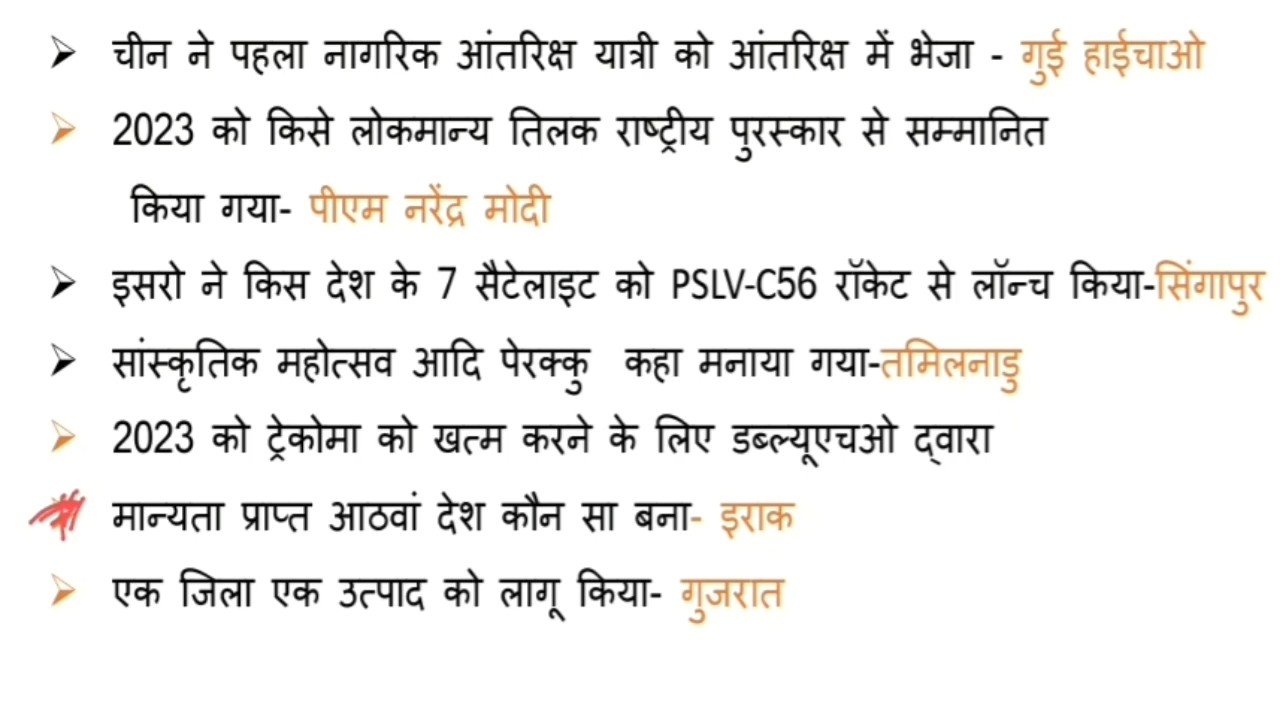 चीन ने पहला नागरिक आंतरिक्ष यात्री को आंतरिक्ष में भेजा - गुई हाईचाओ
2023 को किसे लोकमान्य तिलक राष्ट्रीय पुरस्कार से सम्मानित
किया गया- पीएम नरेंद्र मोदी
इसरो ने किस देश के 7 सैटेलाइट को PSLV-C56 रॉकेट से लॉन्च किया-सिंगापुर
सांस्कृतिक महोत्सव आदि पेरक्कु कहा मनाया गया-तमिलनाडु
2023 को ट्रेकोमा को खत्म करने के लिए डब्ल्यूएचओ द्वारा
मान्यता प्राप्त आठवां देश कौन सा बना- इराक
एक जिला एक उत्पाद को लागू किया- गुजरात